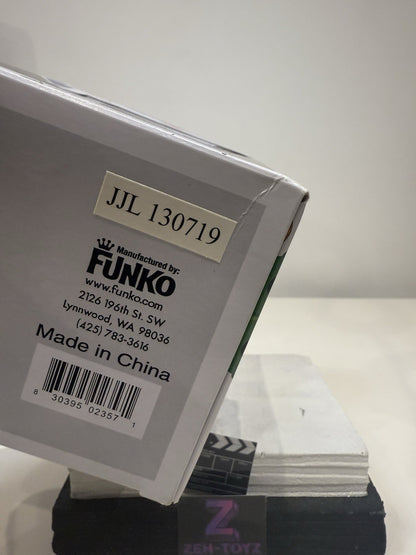 JJL 130719
Manufactured by:
FUNKO
www.funko.com
2126 196th St. SW
Lynnwood, WA 98036
(425) 783-3616
Made in China
8 30395 02357 1
Z
ZEN-TOYZ